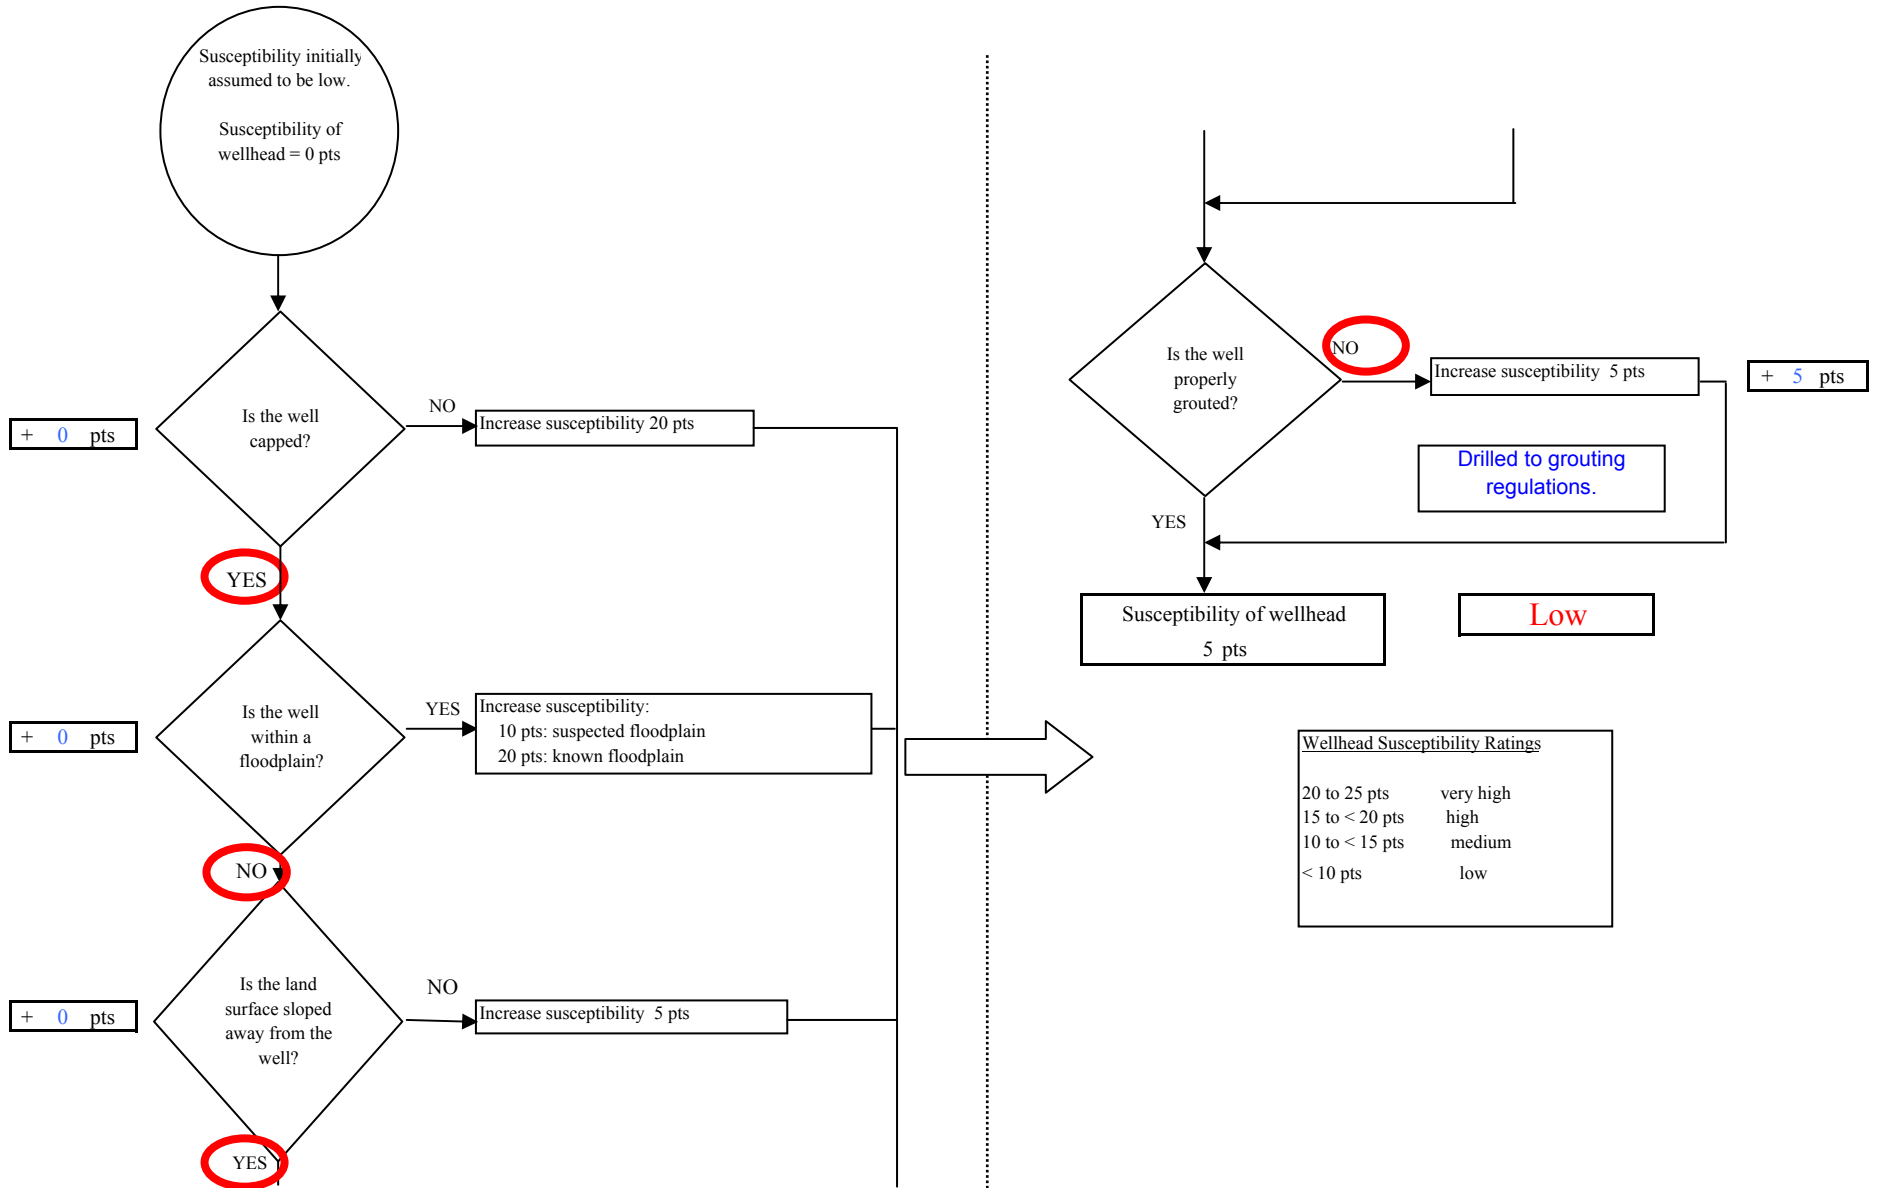 Susceptibility initially
assumed to be low.
Susceptibility of
wellhead = 0 pts
Is the well
capped?
+ 0 pts
NO
Increase susceptibility 20 pts
YES
Is the well
within a
floodplain?
+ 0 pts
YES
Increase susceptibility:
10 pts: suspected floodplain
20 pts: known floodplain
NO
Is the land
surface sloped
away from the
well?
+ 0 pts
NO
Increase susceptibility 5 pts
YES
Is the well
properly
grouted?
NO
Increase susceptibility 5 pts
+ 5 pts
Drilled to grouting
regulations.
YES
Susceptibility of wellhead
5 pts
Low
Wellhead Susceptibility Ratings
20 to 25 pts very high
15 to < 20 pts high
10 to < 15 pts medium
< 10 pts low